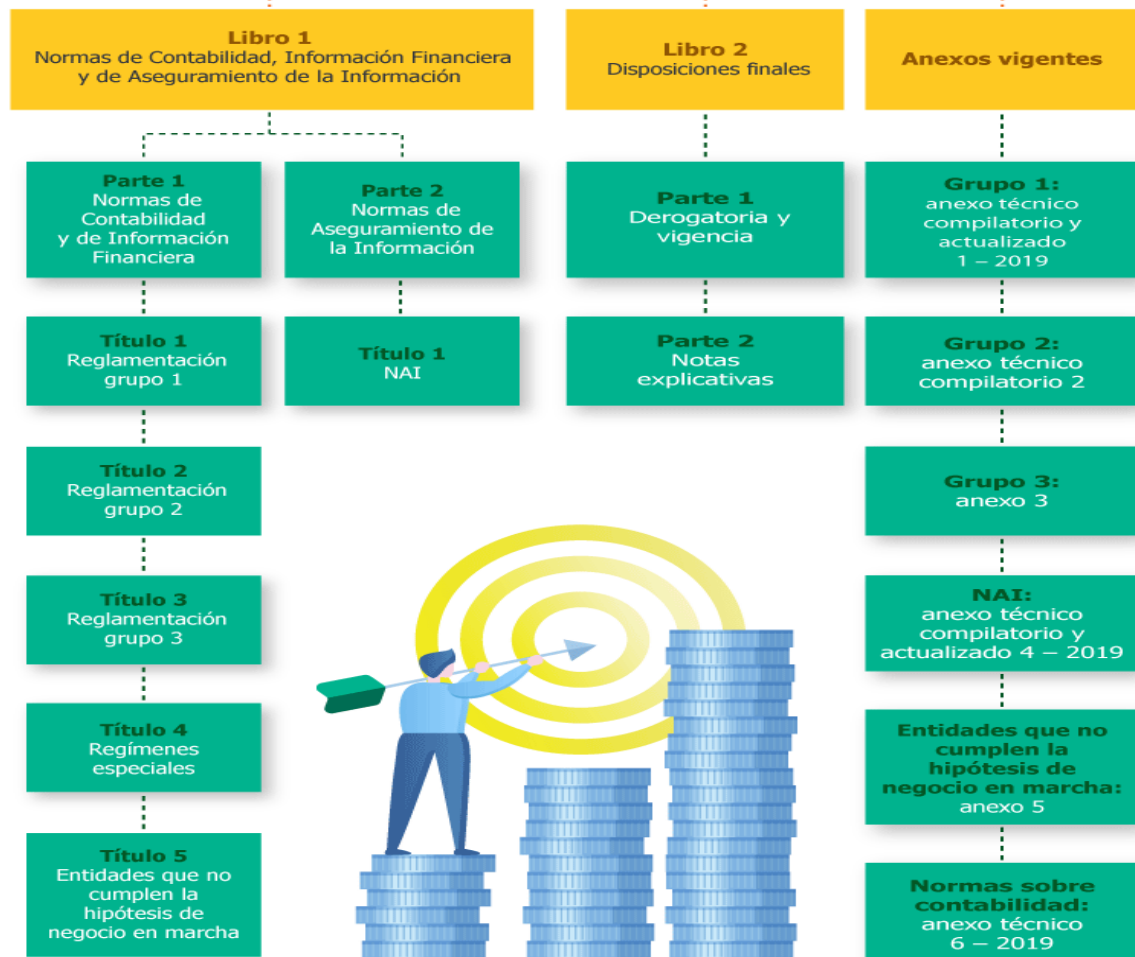 Libro 1
Normas de Contabilidad, Información Financiera
y de Aseguramiento de la Información
Parte 1
Normas de
Contabilidad
y de Información
Financiera
Título 1
Reglamentación
grupo 1
Título 2
Reglamentación
grupo 2
Título 3
Reglamentación
grupo 3
Título 4
Regímenes
especiales
Título 5
Entidades que no
cumplen la
hipótesis de
negocio en marcha
Parte 2
Normas de
Aseguramiento de
la Información
Título 1
NAI
Libro 2
Disposiciones finales
Parte 1
Derogatoria y
vigencia
Parte 2
Notas
explicativas
Anexos vigentes
Grupo 1:
anexo técnico
compilatorio y
actualizado
1 – 2019
Grupo 2:
anexo técnico
compilatorio 2
Grupo 3:
anexo 3
NAI:
anexo técnico
compilatorio y
actualizado 4 – 2019
Entidades que no
cumplen la
hipótesis de
negocio en marcha:
anexo 5
Normas sobre
contabilidad:
anexo técnico
6 – 2019